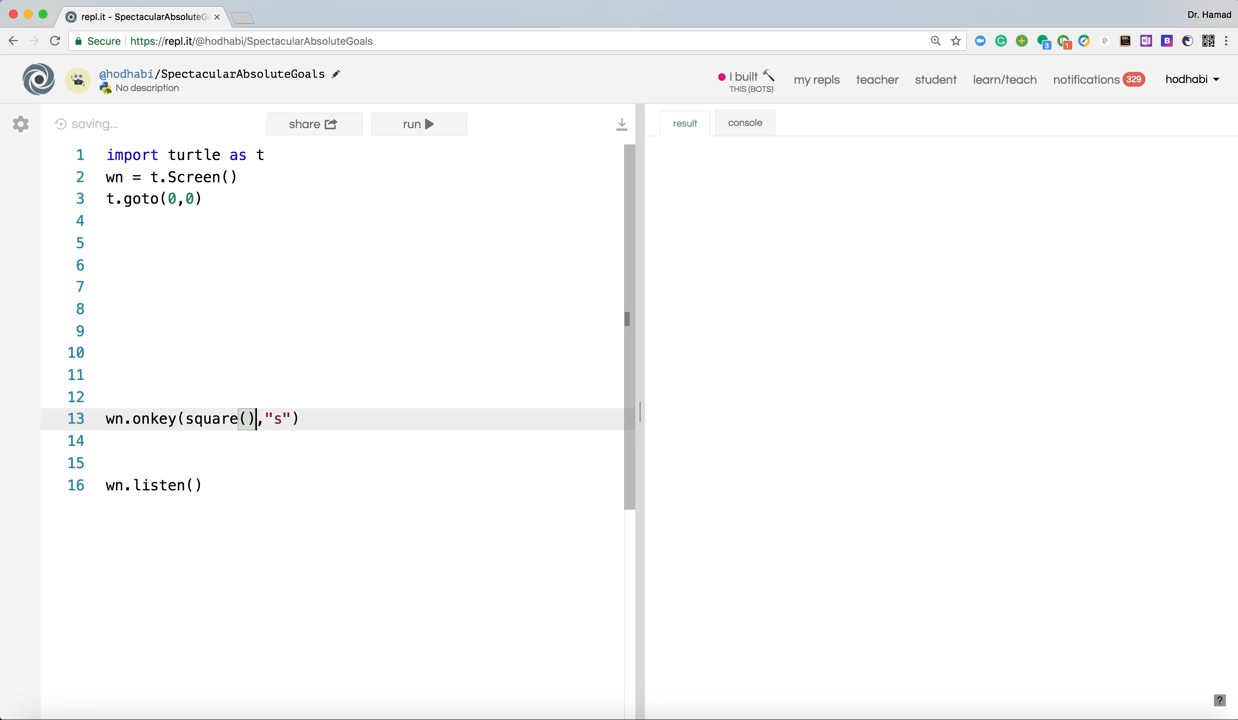 repl.it - SpectacularAbsoluteG
Dr. Hamad
Secure https://repl.it/@hodhabi/SpectacularAbsoluteGoals
3
1
@hodhabi/SpectacularAbsoluteGoals
No description
I built
THIS (BOTS)
my repls
teacher
student
learn/teach
notifications 329
hodhabi
saving...
share
run
result
console
1 import turtle as t
2 wn = t.Screen()
3 t.goto(0,0)
4
5
6
7
8
9
10
11
12
13 wn.onkey(square(),"s")
14
15
16 wn.listen()
?